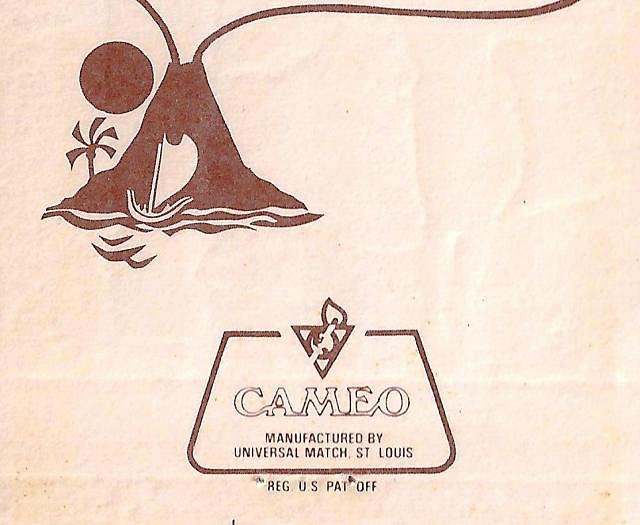 CAMEO
MANUFACTURED BY
UNIVERSAL MATCH, ST LOUIS
"REG. U.S. PAT. OFF